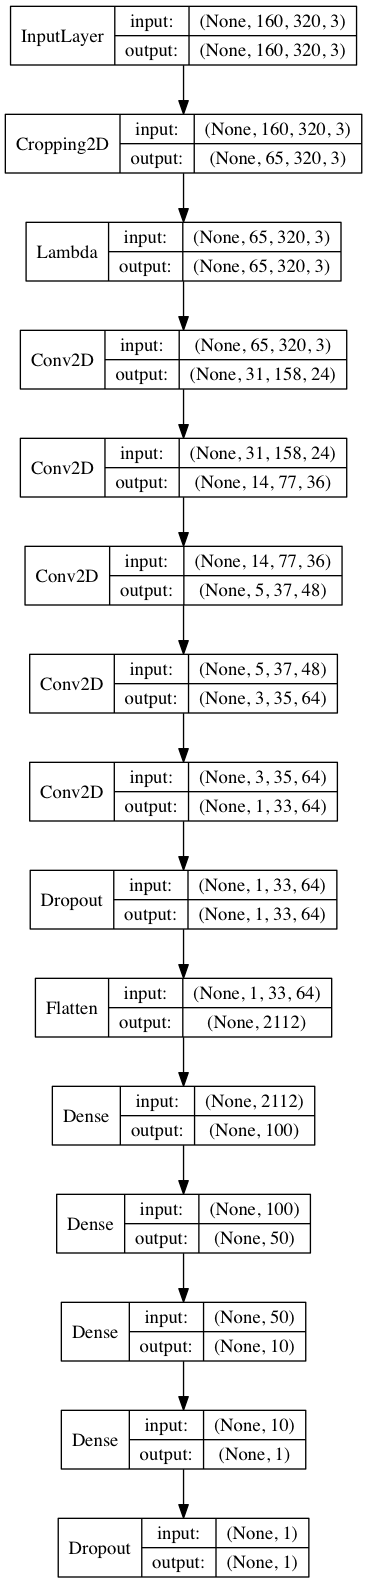 InputLayer
input: (None, 160, 320, 3)
output: (None, 160, 320, 3)
Cropping2D
input: (None, 160, 320, 3)
output: (None, 65, 320, 3)
Lambda
input: (None, 65, 320, 3)
output: (None, 65, 320, 3)
Conv2D
input: (None, 65, 320, 3)
output: (None, 31, 158, 24)
Conv2D
input: (None, 31, 158, 24)
output: (None, 14, 77, 36)
Conv2D
input: (None, 14, 77, 36)
output: (None, 5, 37, 48)
Conv2D
input: (None, 5, 37, 48)
output: (None, 3, 35, 64)
Conv2D
input: (None, 3, 35, 64)
output: (None, 1, 33, 64)
Dropout
input: (None, 1, 33, 64)
output: (None, 1, 33, 64)
Flatten
input: (None, 1, 33, 64)
output: (None, 2112)
Dense
input: (None, 2112)
output: (None, 100)
Dense
input: (None, 100)
output: (None, 50)
Dense
input: (None, 50)
output: (None, 10)
Dense
input: (None, 10)
output: (None, 1)
Dropout
input: (None, 1)
output: (None, 1)